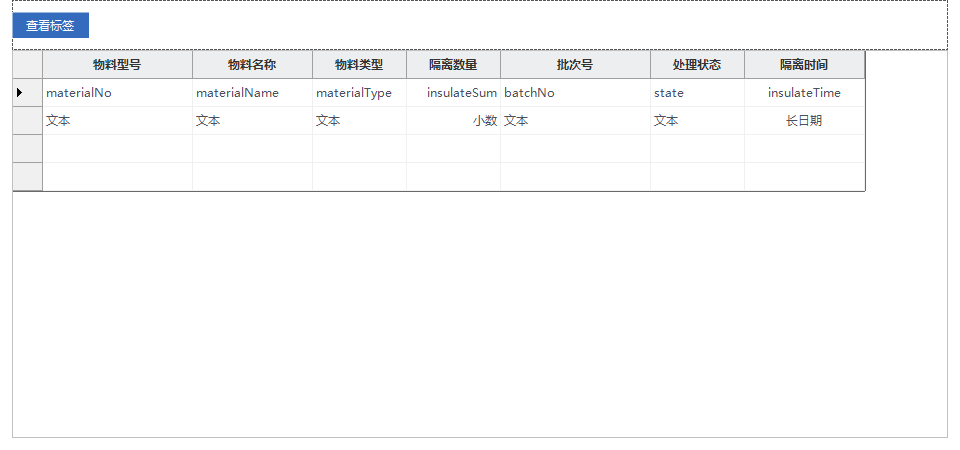 查看标签
物料型号 物料名称 物料类型 隔离数量 批次号 处理状态 隔离时间
materialNo materialName materialType insulateSum batchNo state insulateTime
文本 文本 文本 小数 文本 文本 长日期